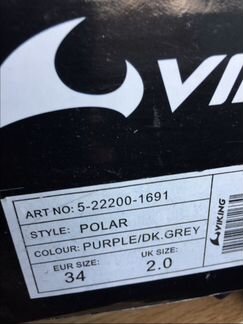 VIK
ART NO: 5-22200-1691
STYLE: POLAR
COLOUR: PURPLE/DK.GREY
EUR SIZE: UK SIZE:
34 2.0
VIKING